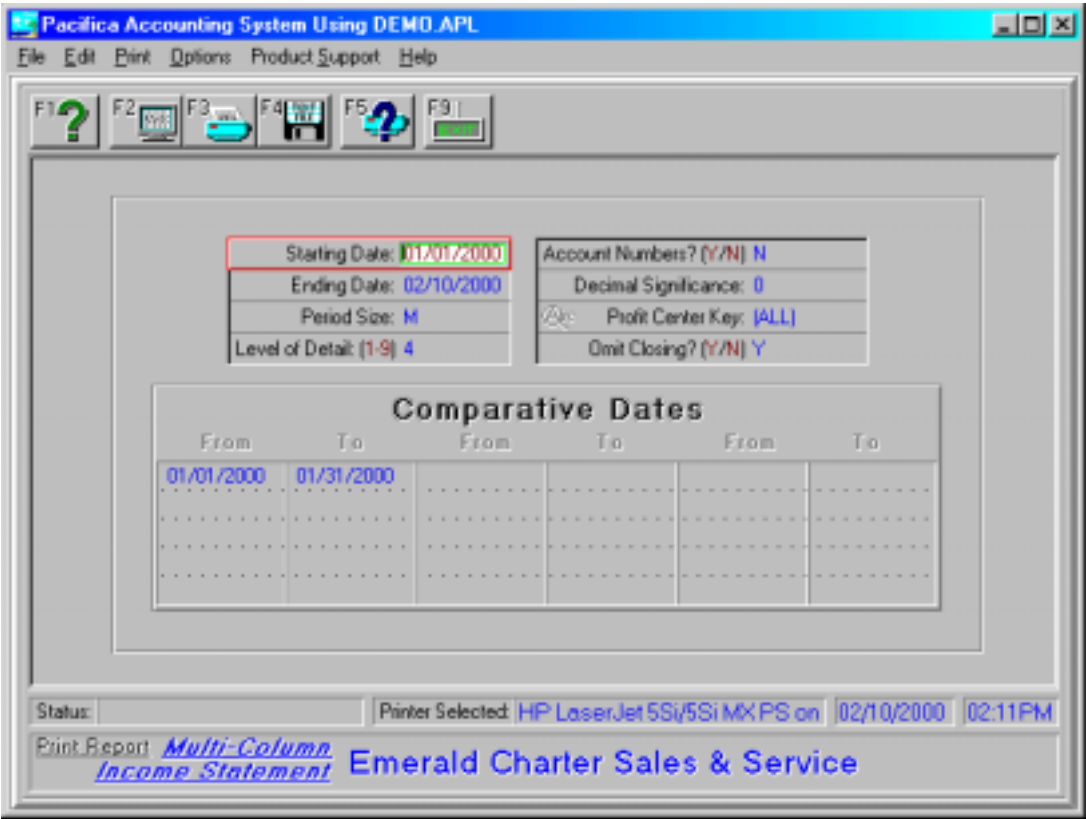 Pacifica Accounting System Using DEMO.APL
File Edit Print Options Product Support Help
F1 F2 F3 F4 F5 F9
EXIT
Starting Date: 01/01/2000
Ending Date: 02/10/2000
Period Size: M
Level of Detail: (1-9) 4
Account Numbers? (Y/N) N
Decimal Significance: 0
Profit Center Key: (ALL)
Omit Closing? (Y/N) Y
Comparative Dates
From To From To From To
01/01/2000 01/31/2000
Status: Printer Selected: HP LaserJet 5Si/5Si MX PS on 02/10/2000 02:11PM
Print Report Multi-Column
Income Statement
Emerald Charter Sales & Service